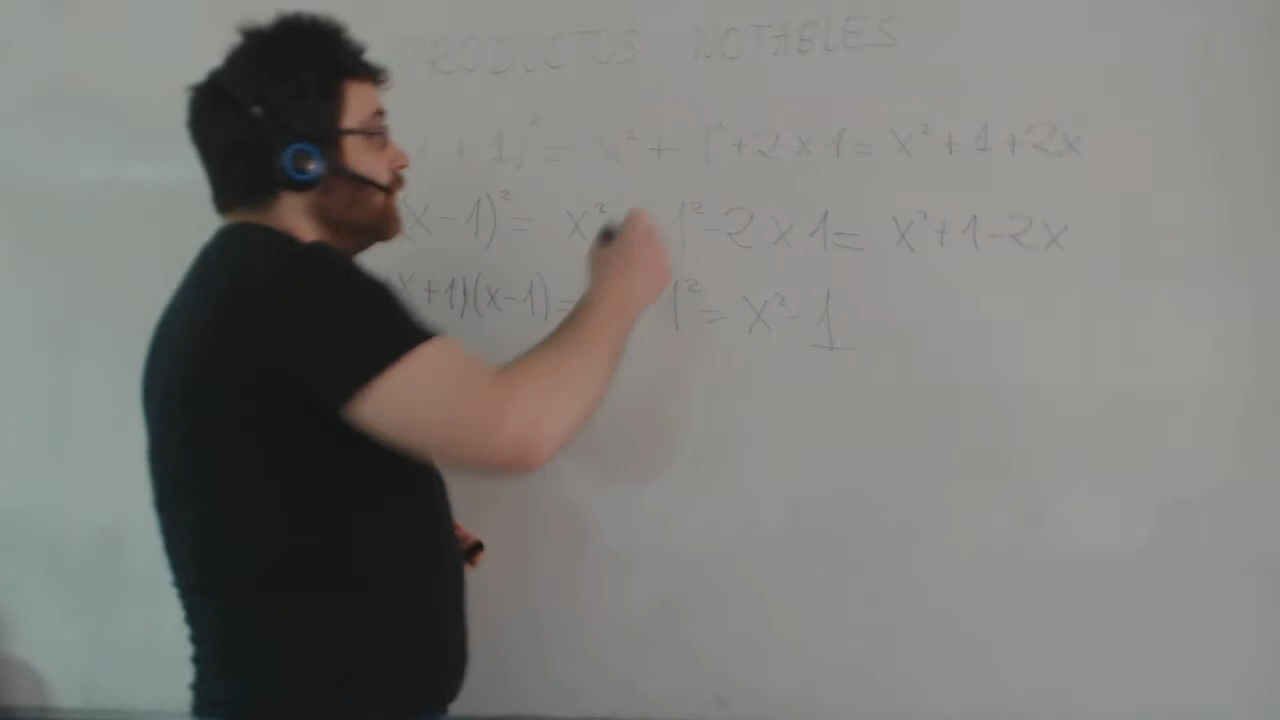 PRODUCTOS NOTABLES
x + 1)² = x² + 1² + 2 x 1 = x² + 1 + 2x
(x - 1)² = x² 1² - 2 x 1 = x² + 1 - 2x
x + 1)(x - 1) = 1² = x² - 1